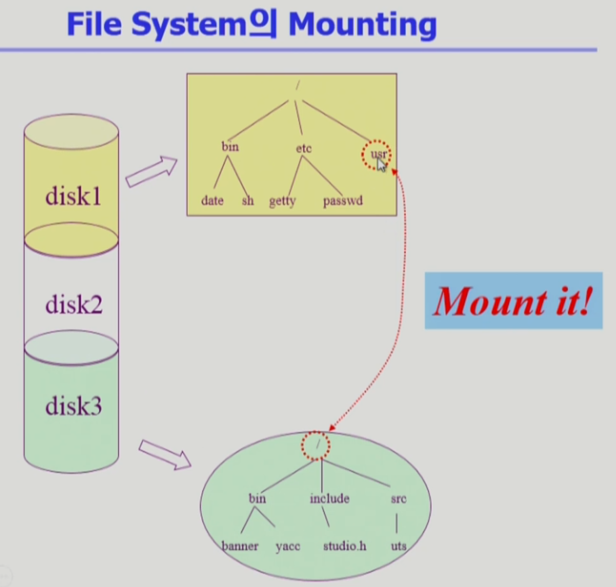 File System의 Mounting
/
bin etc usr
date sh getty passwd
disk1
disk2
disk3
Mount it!
/
bin include src
banner yacc studio.h uts